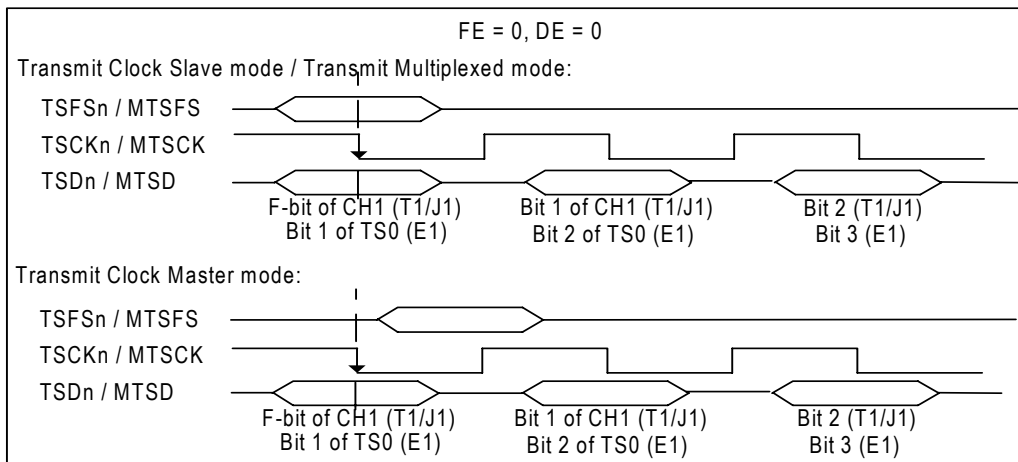 FE = 0, DE = 0
Transmit Clock Slave mode / Transmit Multiplexed mode:
TSFSn / MTSFS
TSCKn / MTSCK
TSDn / MTSD
F-bit of CH1 (T1/J1) Bit 1 of CH1 (T1/J1) Bit 2 (T1/J1)
Bit 1 of TS0 (E1) Bit 2 of TS0 (E1) Bit 3 (E1)
Transmit Clock Master mode:
TSFSn / MTSFS
TSCKn / MTSCK
TSDn / MTSD
F-bit of CH1 (T1/J1) Bit 1 of CH1 (T1/J1) Bit 2 (T1/J1)
Bit 1 of TS0 (E1) Bit 2 of TS0 (E1) Bit 3 (E1)